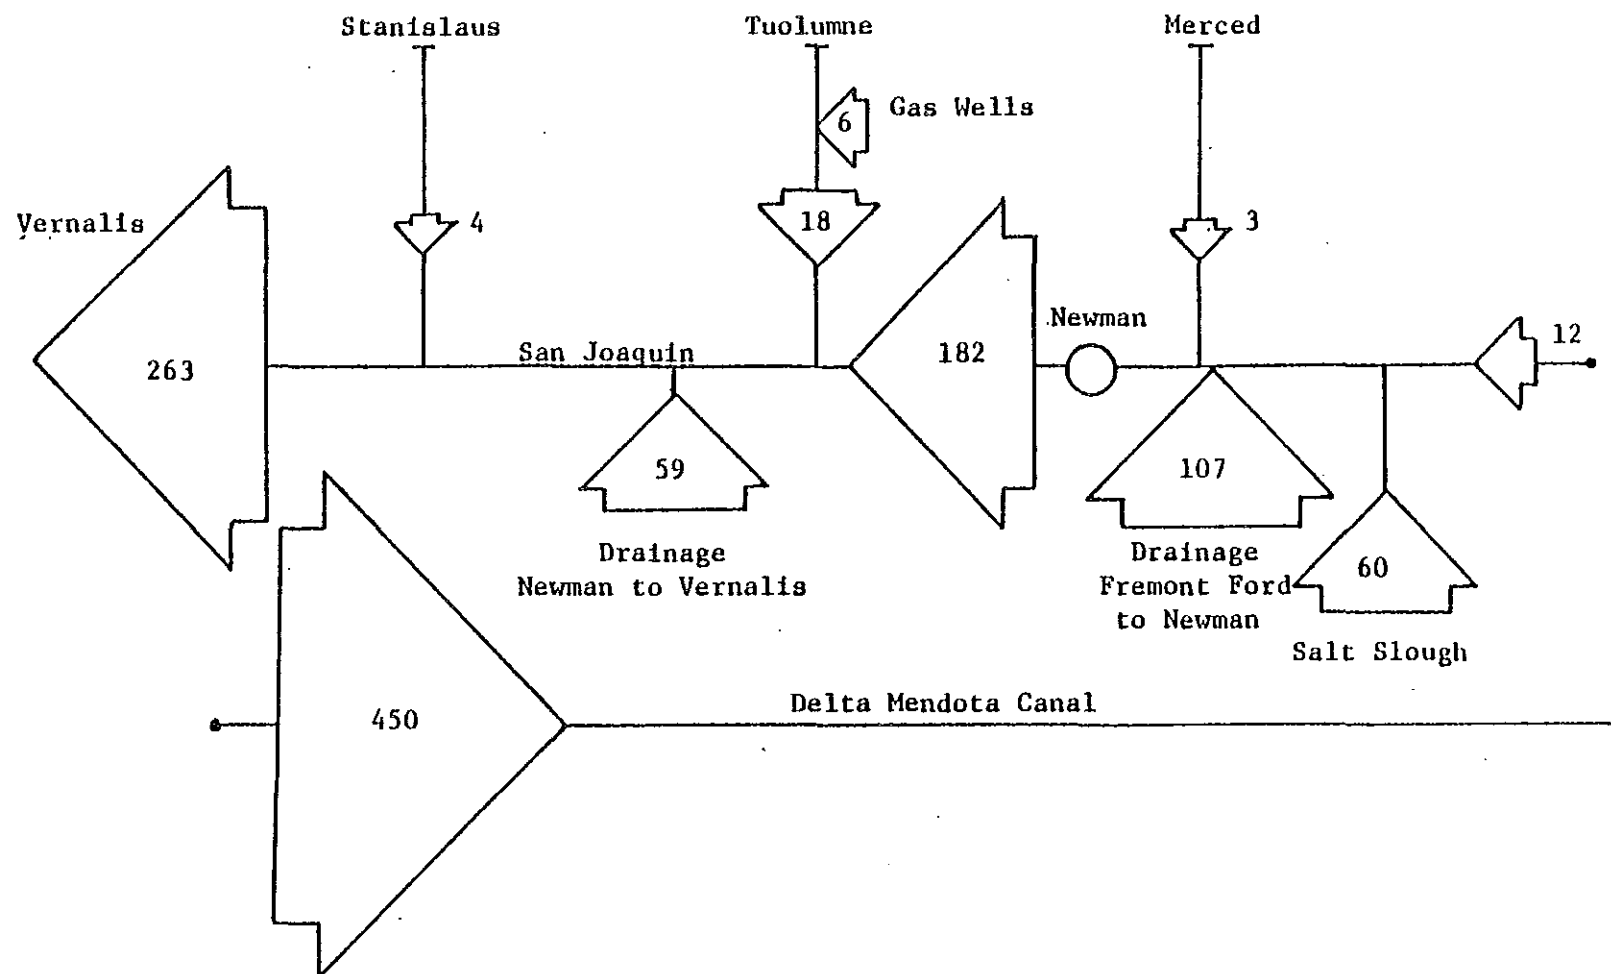 Stanislaus
Tuolumne
Merced
6
Gas Wells
Vernalis
4
18
3
Newman
12
263
San Joaquin
182
59
107
Drainage
Newman to Vernalis
Drainage
Fremont Ford
to Newman
60
Salt Slough
450
Delta Mendota Canal